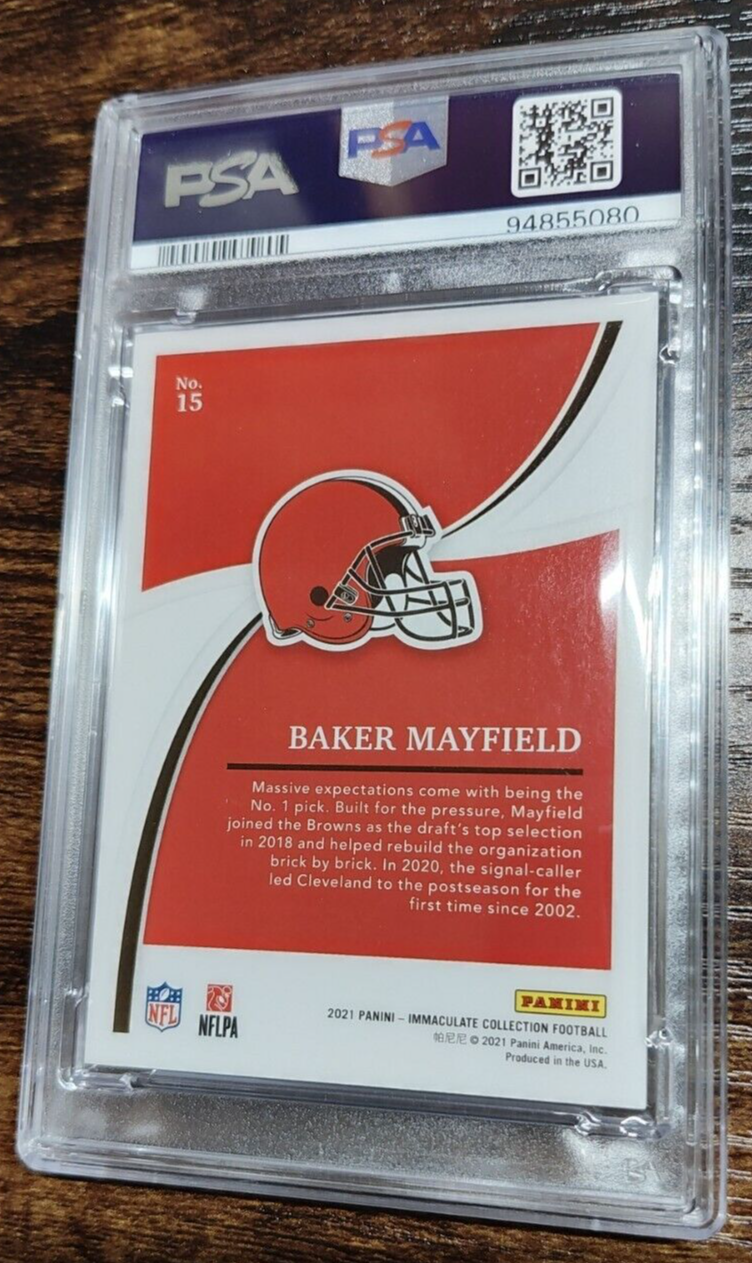 PSA
PSA
94855080
No.
15
BAKER MAYFIELD
Massive expectations come with being the
No. 1 pick. Built for the pressure, Mayfield
joined the Browns as the draft's top selection
in 2018 and helped rebuild the organization
brick by brick. In 2020, the signal-caller
led Cleveland to the postseason for the
first time since 2002.
NFL
NFLPA
PANINI
2021 PANINI – IMMACULATE COLLECTION FOOTBALL
帕尼尼 © 2021 Panini America, Inc.
Produced in the USA.